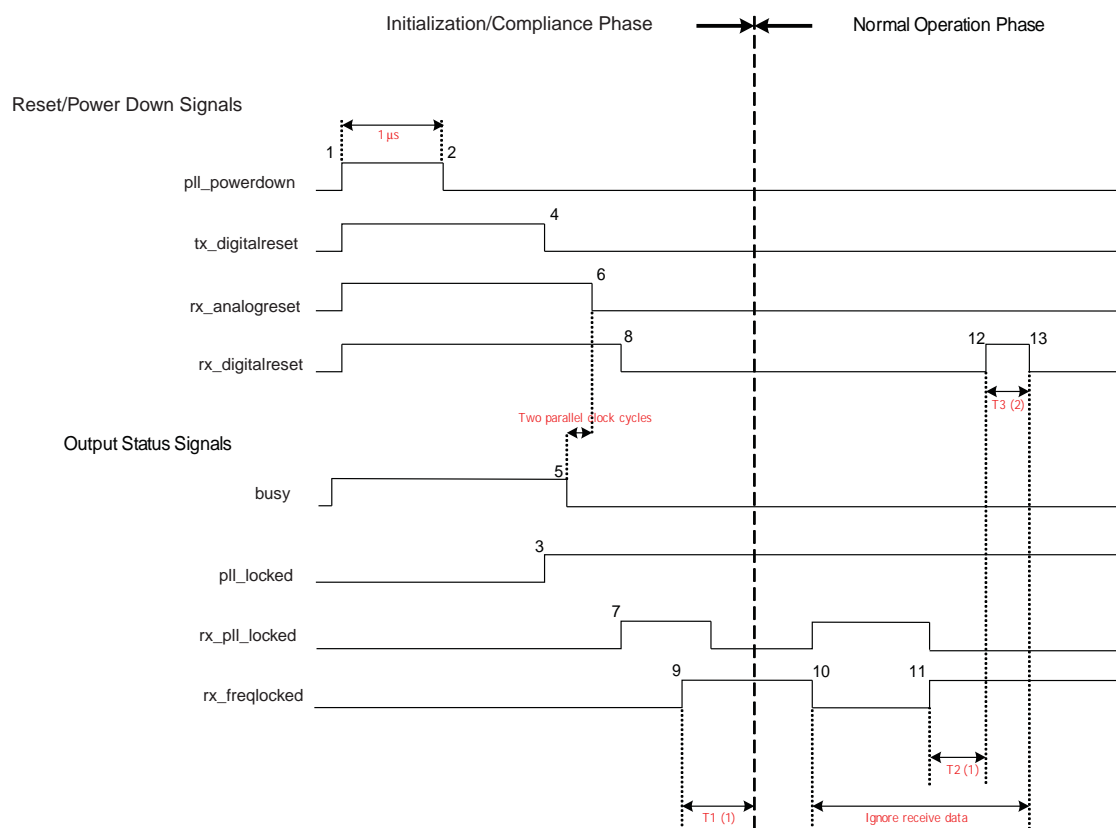 Initialization/Compliance Phase
Normal Operation Phase
Reset/Power Down Signals
1 μs
1
2
pll_powerdown
4
tx_digitalreset
6
rx_analogreset
8
12
13
rx_digitalreset
T3 (2)
Two parallel clock cycles
Output Status Signals
5
busy
3
pll_locked
7
rx_pll_locked
9
10
11
rx_freqlocked
T2 (1)
T1 (1)
Ignore receive data